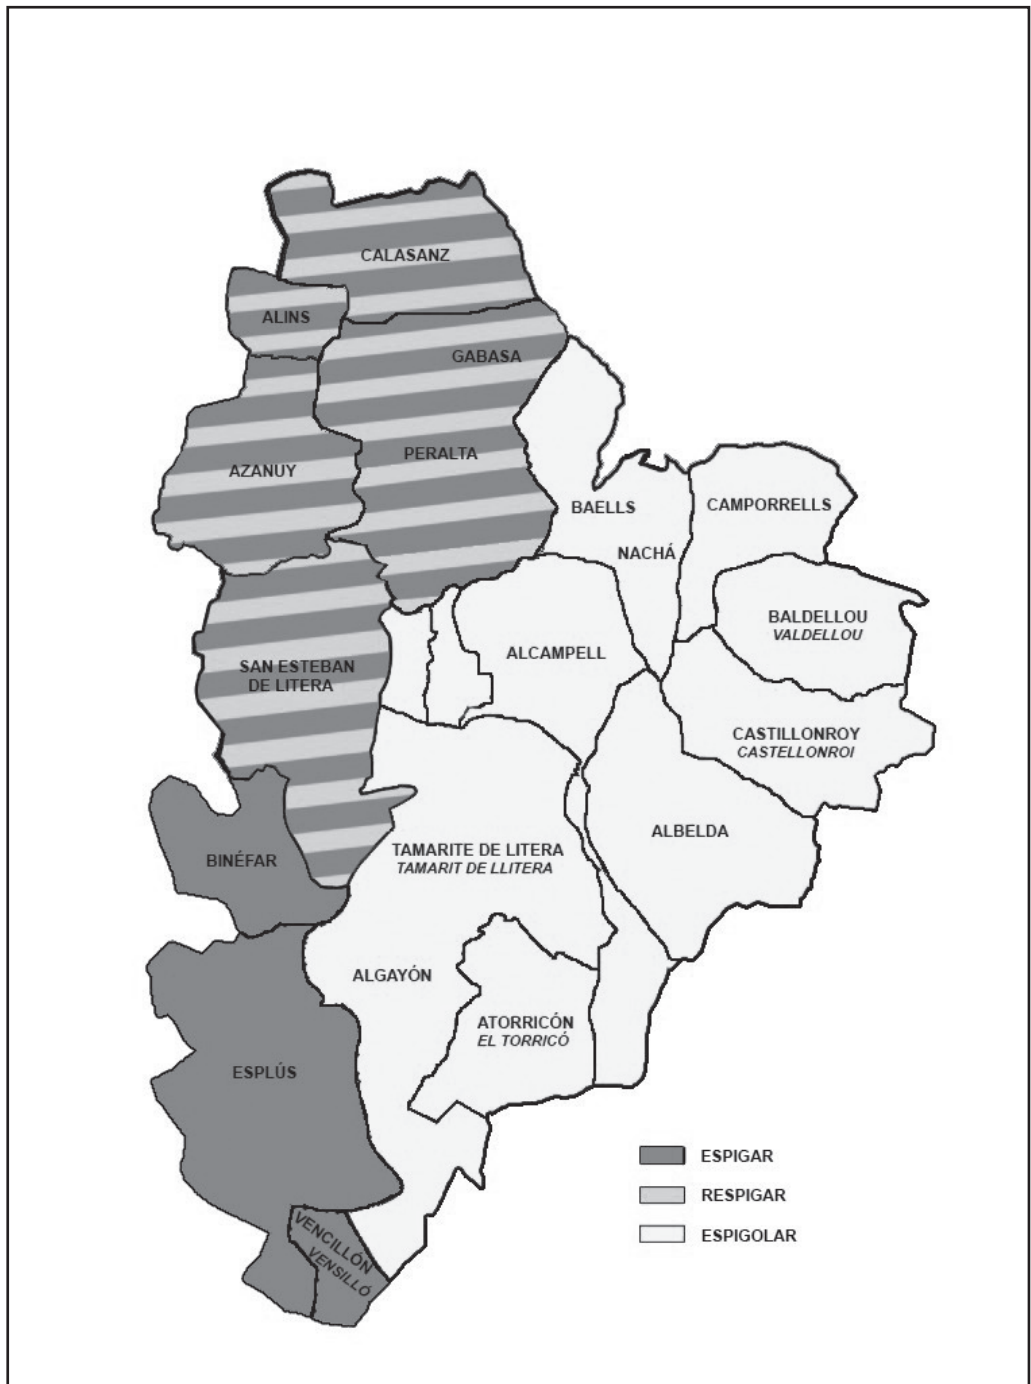 CALASANZ
ALINS
GABASA
PERALTA
AZANUY
BAELLS
CAMPORRELLS
NACHÁ
BALDELLOU
VALDELLOU
ALCAMPELL
SAN ESTEBAN
DE LITERA
CASTILLONROY
CASTELLONROI
ALBELDA
TAMARITE DE LITERA
TAMARIT DE LLITERA
BINÉFAR
ALGAYÓN
ATORRICÓN
EL TORRICÓ
ESPLÚS
VENCILLÓN
VENSILLÓ
ESPIGAR
RESPIGAR
ESPIGOLAR